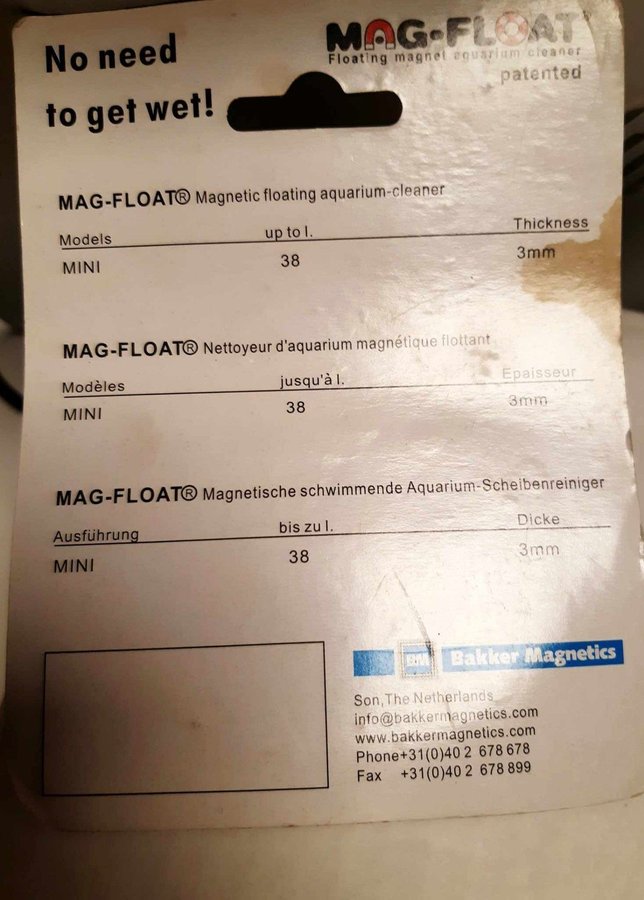 No need
to get wet!
MAG-FLOAT®
Floating magnet aquarium cleaner
patented
MAG-FLOAT® Magnetic floating aquarium-cleaner
Models up to l. Thickness
MINI 38 3mm
MAG-FLOAT® Nettoyeur d'aquarium magnétique flottant
Modèles jusqu'à l. Epaisseur
MINI 38 3mm
MAG-FLOAT® Magnetische schwimmende Aquarium-Scheibenreiniger
Ausführung bis zu l. Dicke
MINI 38 3mm
BM Bakker Magnetics
Son,The Netherlands
info@bakkermagnetics.com
www.bakkermagnetics.com
Phone+31(0)40 2 678 678
Fax +31(0)40 2 678 899